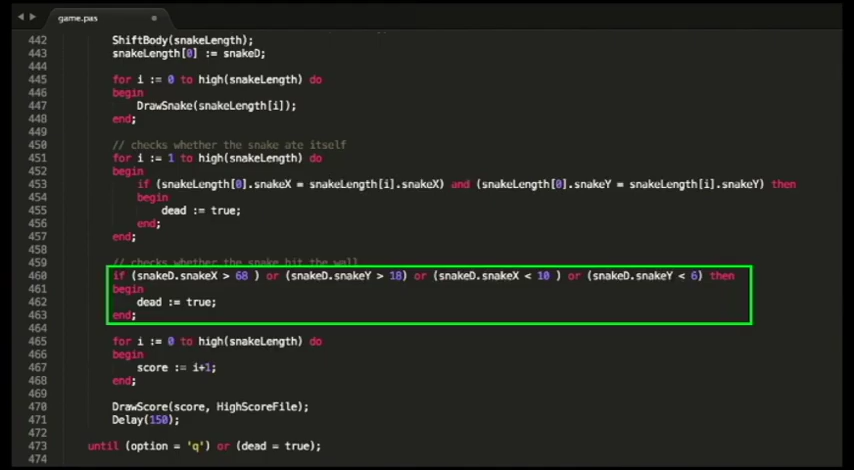 game.pas
442 ShiftBody(snakeLength);
443 snakeLength[0] := snakeD;
444
445 for i := 0 to high(snakeLength) do
446 begin
447 DrawSnake(snakeLength[i]);
448 end;
449
450 // checks whether the snake ate itself
451 for i := 1 to high(snakeLength) do
452 begin
453 if (snakeLength[0].snakeX = snakeLength[i].snakeX) and (snakeLength[0].snakeY = snakeLength[i].snakeY) then
454 begin
455 dead := true;
456 end;
457 end;
458
459 // checks whether the snake hit the wall
460 if (snakeD.snakeX > 68 ) or (snakeD.snakeY > 18) or (snakeD.snakeX < 10 ) or (snakeD.snakeY < 6) then
461 begin
462 dead := true;
463 end;
464
465 for i := 0 to high(snakeLength) do
466 begin
467 score := i+1;
468 end;
469
470 DrawScore(score, HighScoreFile);
471 Delay(150);
472
473 until (option = 'q') or (dead = true);
474